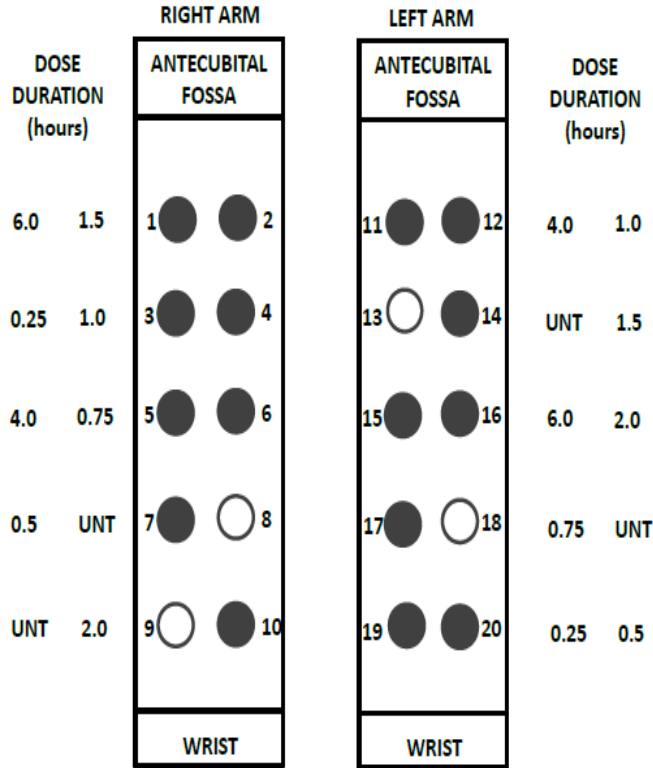 RIGHT ARM LEFT ARM
DOSE DURATION (hours)
ANTECUBITAL FOSSA
ANTECUBITAL FOSSA
DOSE DURATION (hours)
6.0 1.5 1 2 11 12 4.0 1.0
0.25 1.0 3 4 13 14 UNT 1.5
4.0 0.75 5 6 15 16 6.0 2.0
0.5 UNT 7 8 17 18 0.75 UNT
UNT 2.0 9 10 19 20 0.25 0.5
WRIST WRIST